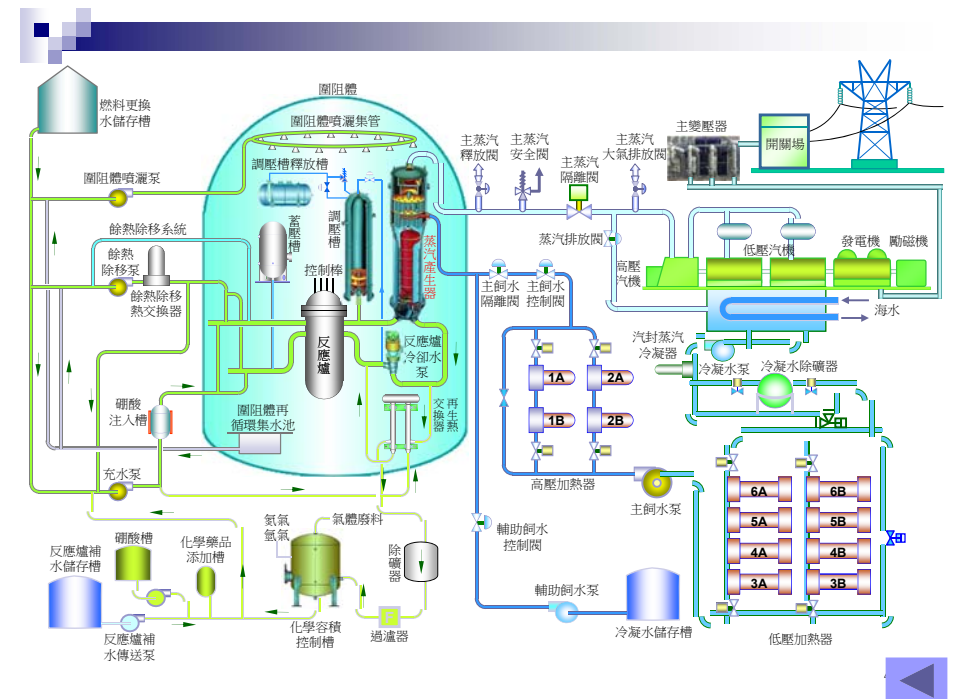 圍阻體
燃料更換
水儲存槽
圍阻體噴灑集管
主蒸汽
釋放閥
主蒸汽
安全閥
主蒸汽
隔離閥
主蒸汽
大氣排放閥
主變壓器
開關場
調壓槽釋放槽
圍阻體噴灑泵
餘熱除移系統
餘熱
除移泵
餘熱除移
熱交換器
蓄壓槽
調壓槽
控制棒
蒸汽產生器
蒸汽排放閥
高壓
汽機
低壓汽機
發電機
勵磁機
主飼水
隔離閥
主飼水
控制閥
海水
反應爐
反應爐
冷卻水
泵
汽封蒸汽
冷凝器
冷凝水泵
冷凝水除礦器
1A
2A
1B
2B
硼酸
注入槽
圍阻體再
循環集水池
再生熱
交換器
高壓加熱器
充水泵
主飼水泵
6A
6B
5A
5B
4A
4B
3A
3B
氦氣
氫氣
氣體廢料
除礦器
輔助飼水
控制閥
反應爐補
水儲存槽
硼酸槽
化學藥品
添加槽
輔助飼水泵
冷凝水儲存槽
低壓加熱器
反應爐補
水傳送泵
化學容積
控制槽
F
過濾器